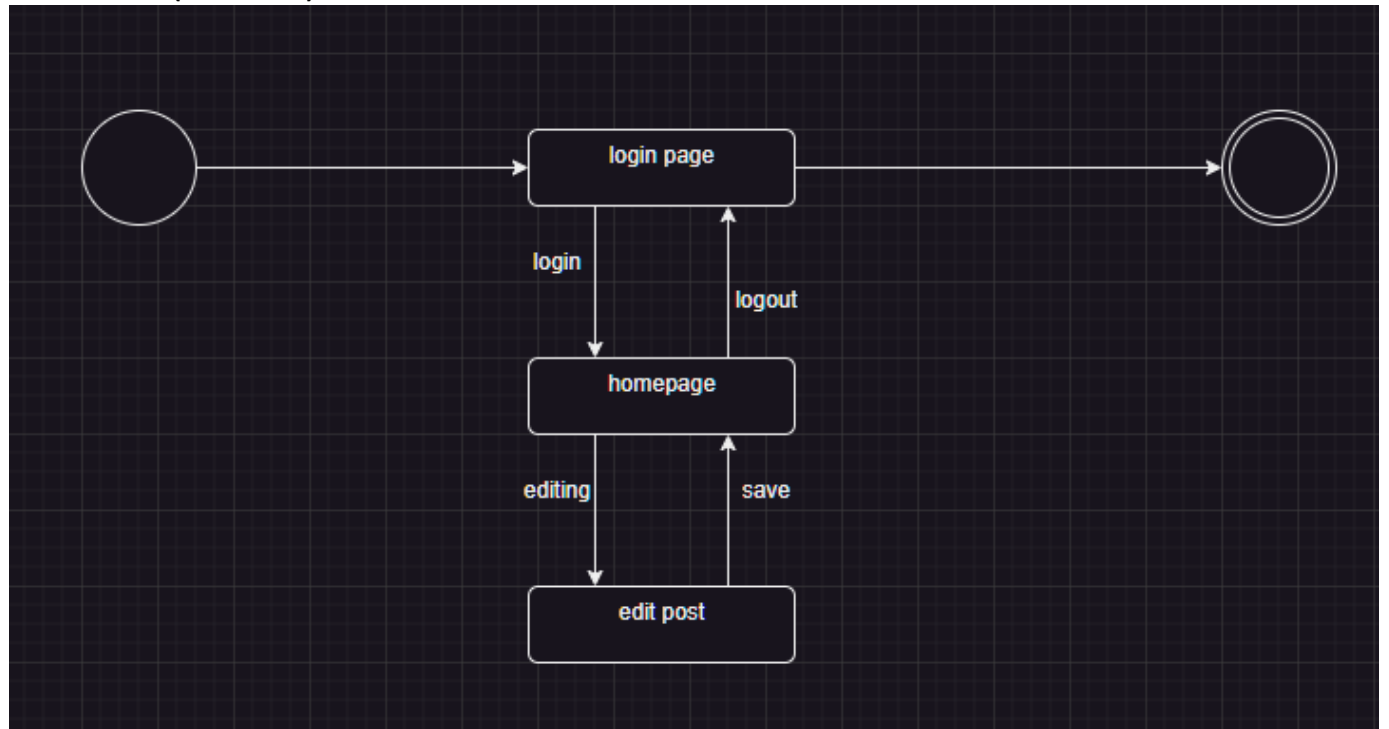 login page
login
logout
homepage
editing
save
edit post